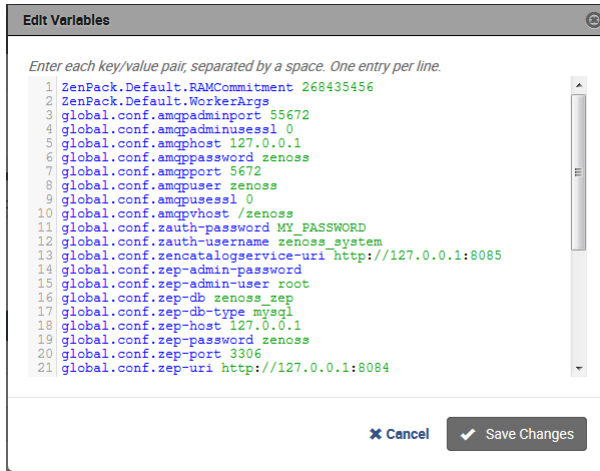 Edit Variables
Enter each key/value pair, separated by a space. One entry per line.
1 ZenPack.Default.RAMCommitment 268435456
2 ZenPack.Default.WorkerArgs
3 global.conf.amqpadminport 55672
4 global.conf.amqpadminusessl 0
5 global.conf.amqphost 127.0.0.1
6 global.conf.amqppassword zenoss
7 global.conf.amqpport 5672
8 global.conf.amqpuser zenoss
9 global.conf.amqpusessl 0
10 global.conf.amqpvhost /zenoss
11 global.conf.zauth-password MY_PASSWORD
12 global.conf.zauth-username zenoss_system
13 global.conf.zencatalogservice-uri http://127.0.0.1:8085
14 global.conf.zep-admin-password
15 global.conf.zep-admin-user root
16 global.conf.zep-db zenoss_zep
17 global.conf.zep-db-type mysql
18 global.conf.zep-host 127.0.0.1
19 global.conf.zep-password zenoss
20 global.conf.zep-port 3306
21 global.conf.zep-uri http://127.0.0.1:8084
Cancel Save Changes